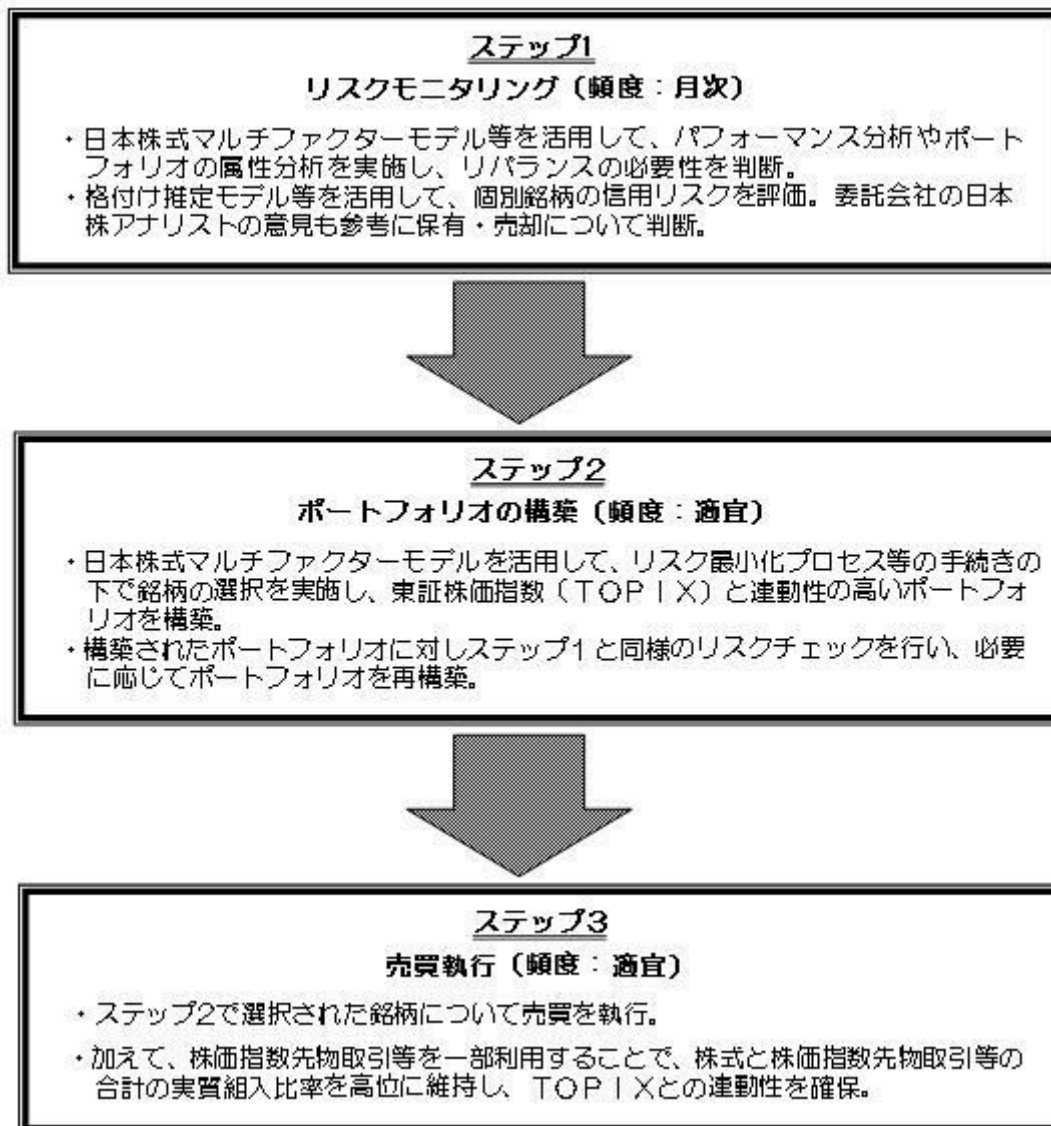 ステップ1
リスクモニタリング（頻度：月次）
・日本株式マルチファクターモデル等を活用して、パフォーマンス分析やポート
フォリオの属性分析を実施し、リバランスの必要性を判断。
・格付け推定モデル等を活用して、個別銘柄の信用リスクを評価。委託会社の日本
株アナリストの意見も参考に保有・売却について判断。
ステップ2
ポートフォリオの構築（頻度：適宜）
・日本株式マルチファクターモデルを活用して、リスク最小化プロセス等の手続きの
下で銘柄の選択を実施し、東証株価指数（ＴＯＰＩＸ）と連動性の高いポートフォ
リオを構築。
・構築されたポートフォリオに対しステップ1と同様のリスクチェックを行い、必要
に応じてポートフォリオを再構築。
ステップ3
売買執行（頻度：適宜）
・ステップ2で選択された銘柄について売買を執行。
・加えて、株価指数先物取引等を一部利用することで、株式と株価指数先物取引等の
合計の実質組入比率を高位に維持し、ＴＯＰＩＸとの連動性を確保。